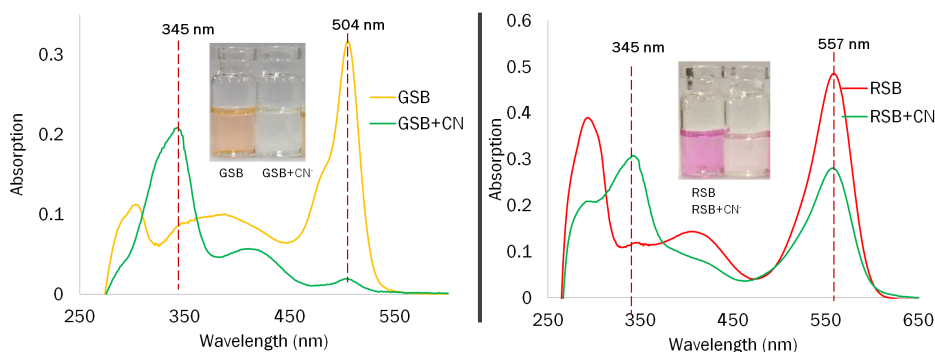 345 nm
504 nm
0.3
0.2
0.1
0
Absorption
GSB
GSB+CN
GSB GSB+CN-
250 350 450 550
Wavelength (nm)
345 nm
557 nm
0.6
0.5
0.4
0.3
0.2
0.1
0
Absorption
RSB
RSB+CN
RSB
RSB+CN-
250 350 450 550 650
Wavelength (nm)